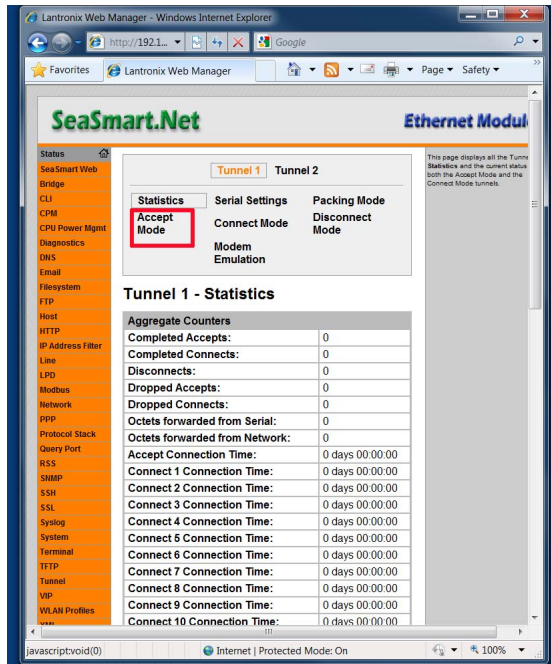 Lantronix Web Manager - Windows Internet Explorer
http://192.1...
Google
Favorites
Lantronix Web Manager
Page
Safety
SeaSmart.Net
Ethernet Modul
Status
SeaSmart Web
Bridge
CLI
CPM
CPU Power Mgmt
Diagnostics
DNS
Email
Filesystem
FTP
Host
HTTP
IP Address Filter
Line
LPD
Modbus
Network
PPP
Protocol Stack
Query Port
RSS
SNMP
SSH
SSL
Syslog
System
Terminal
TFTP
Tunnel
VIP
WLAN Profiles
XML
Tunnel 1 Tunnel 2
Statistics Serial Settings Packing Mode
Accept Mode Connect Mode Disconnect Mode
Modem Emulation
This page displays all the Tunne
Statistics and the current status
both the Accept Mode and the
Connect Mode tunnels.
Tunnel 1 - Statistics
Aggregate Counters
Completed Accepts: 0
Completed Connects: 0
Disconnects: 0
Dropped Accepts: 0
Dropped Connects: 0
Octets forwarded from Serial: 0
Octets forwarded from Network: 0
Accept Connection Time: 0 days 00:00:00
Connect 1 Connection Time: 0 days 00:00:00
Connect 2 Connection Time: 0 days 00:00:00
Connect 3 Connection Time: 0 days 00:00:00
Connect 4 Connection Time: 0 days 00:00:00
Connect 5 Connection Time: 0 days 00:00:00
Connect 6 Connection Time: 0 days 00:00:00
Connect 7 Connection Time: 0 days 00:00:00
Connect 8 Connection Time: 0 days 00:00:00
Connect 9 Connection Time: 0 days 00:00:00
Connect 10 Connection Time: 0 days 00:00:00
javascript:void(0)
Internet | Protected Mode: On
100%